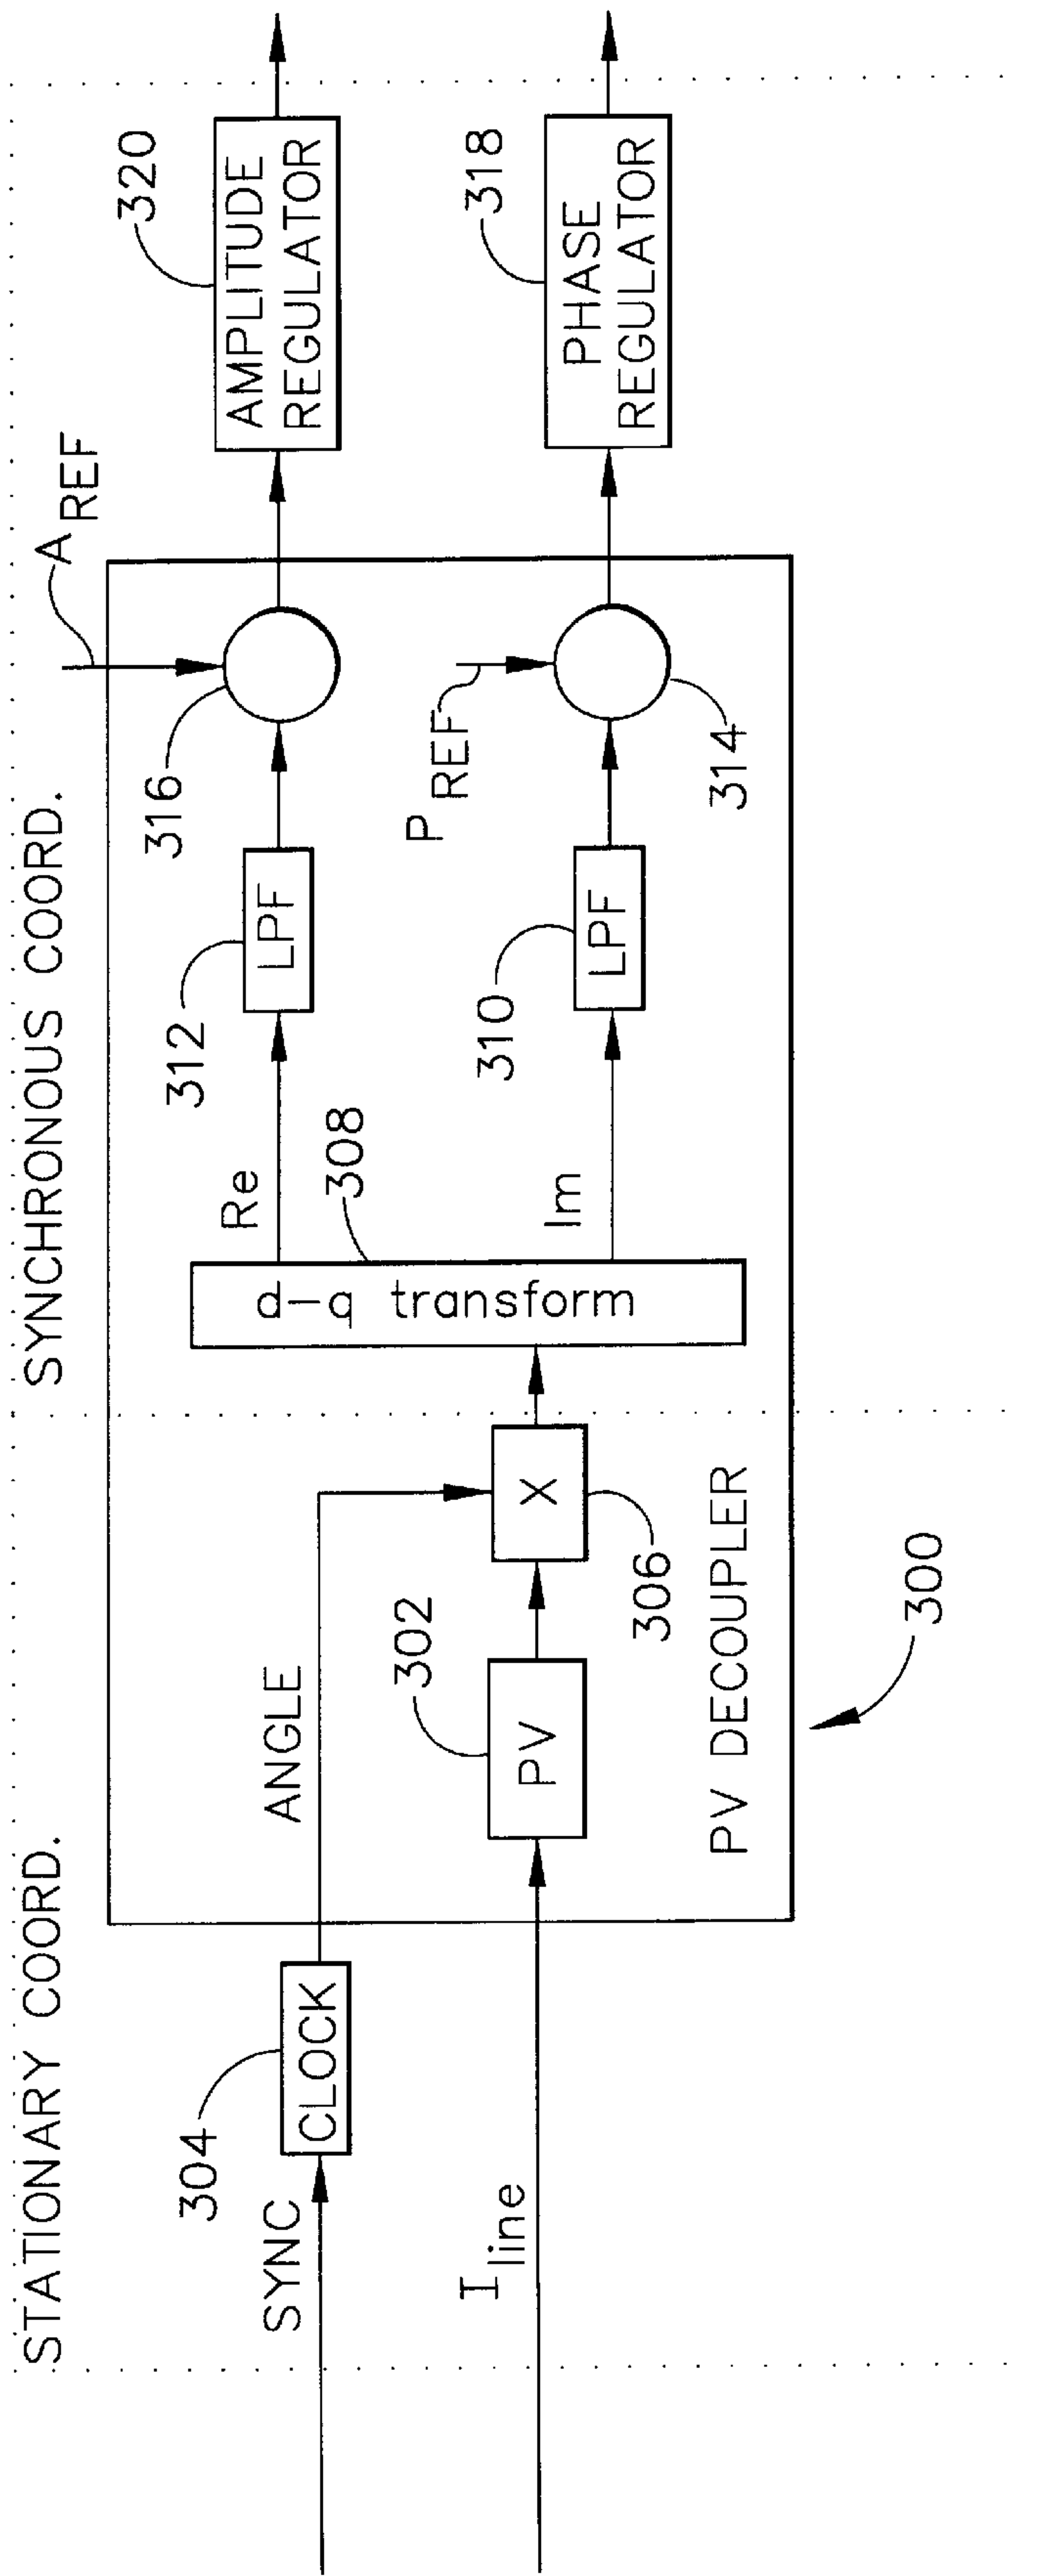 STATIONARY COORD.
SYNCHRONOUS COORD.
A REF
SYNC
304
CLOCK
ANGLE
I line
302
PV
X
306
d-q transform
308
Re
Im
312
LPF
310
LPF
316
P REF
314
320
AMPLITUDE
REGULATOR
318
PHASE
REGULATOR
PV DECOUPLER
300